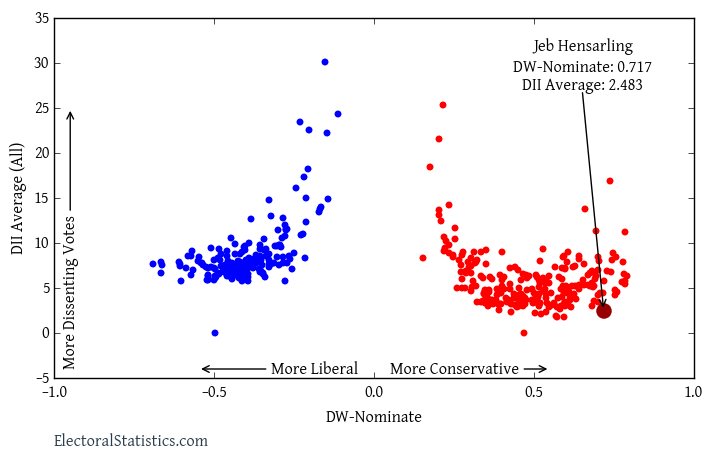 35
30
25
20
15
10
5
0
−5
DII Average (All)
More Dissenting Votes
Jeb Hensarling
DW-Nominate: 0.717
DII Average: 2.483
More Liberal
More Conservative
−1.0 −0.5 0.0 0.5 1.0
DW-Nominate
ElectoralStatistics.com